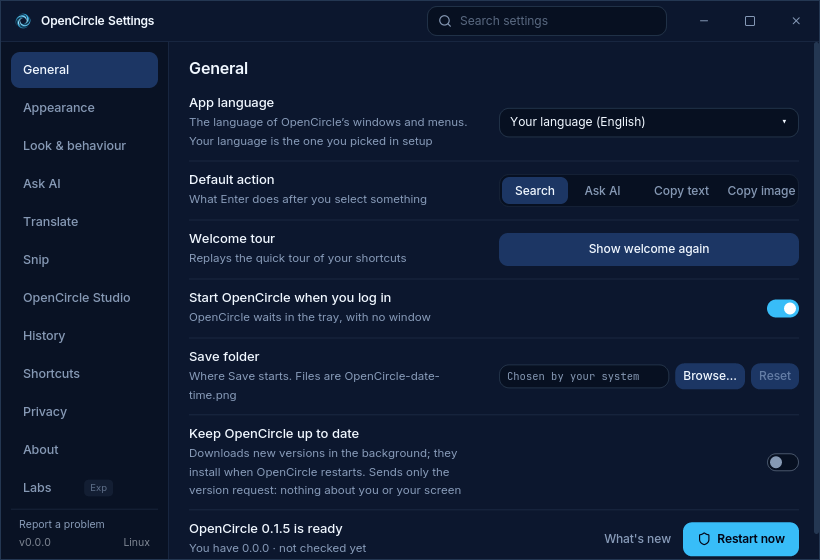 OpenCircle Settings
Search settings
General
Appearance
Look & behaviour
Ask AI
Translate
Snip
OpenCircle Studio
History
Shortcuts
Privacy
About
Labs Exp
Report a problem
v0.0.0 Linux
General
App language
The language of OpenCircle's windows and menus.
Your language is the one you picked in setup
Your language (English)
Default action
What Enter does after you select something
Search Ask AI Copy text Copy image
Welcome tour
Replays the quick tour of your shortcuts
Show welcome again
Start OpenCircle when you log in
OpenCircle waits in the tray, with no window
Save folder
Where Save starts. Files are OpenCircle-date-
time.png
Chosen by your system Browse... Reset
Keep OpenCircle up to date
Downloads new versions in the background; they
install when OpenCircle restarts. Sends only the
version request: nothing about you or your screen
OpenCircle 0.1.5 is ready
You have 0.0.0 · not checked yet
What's new Restart now